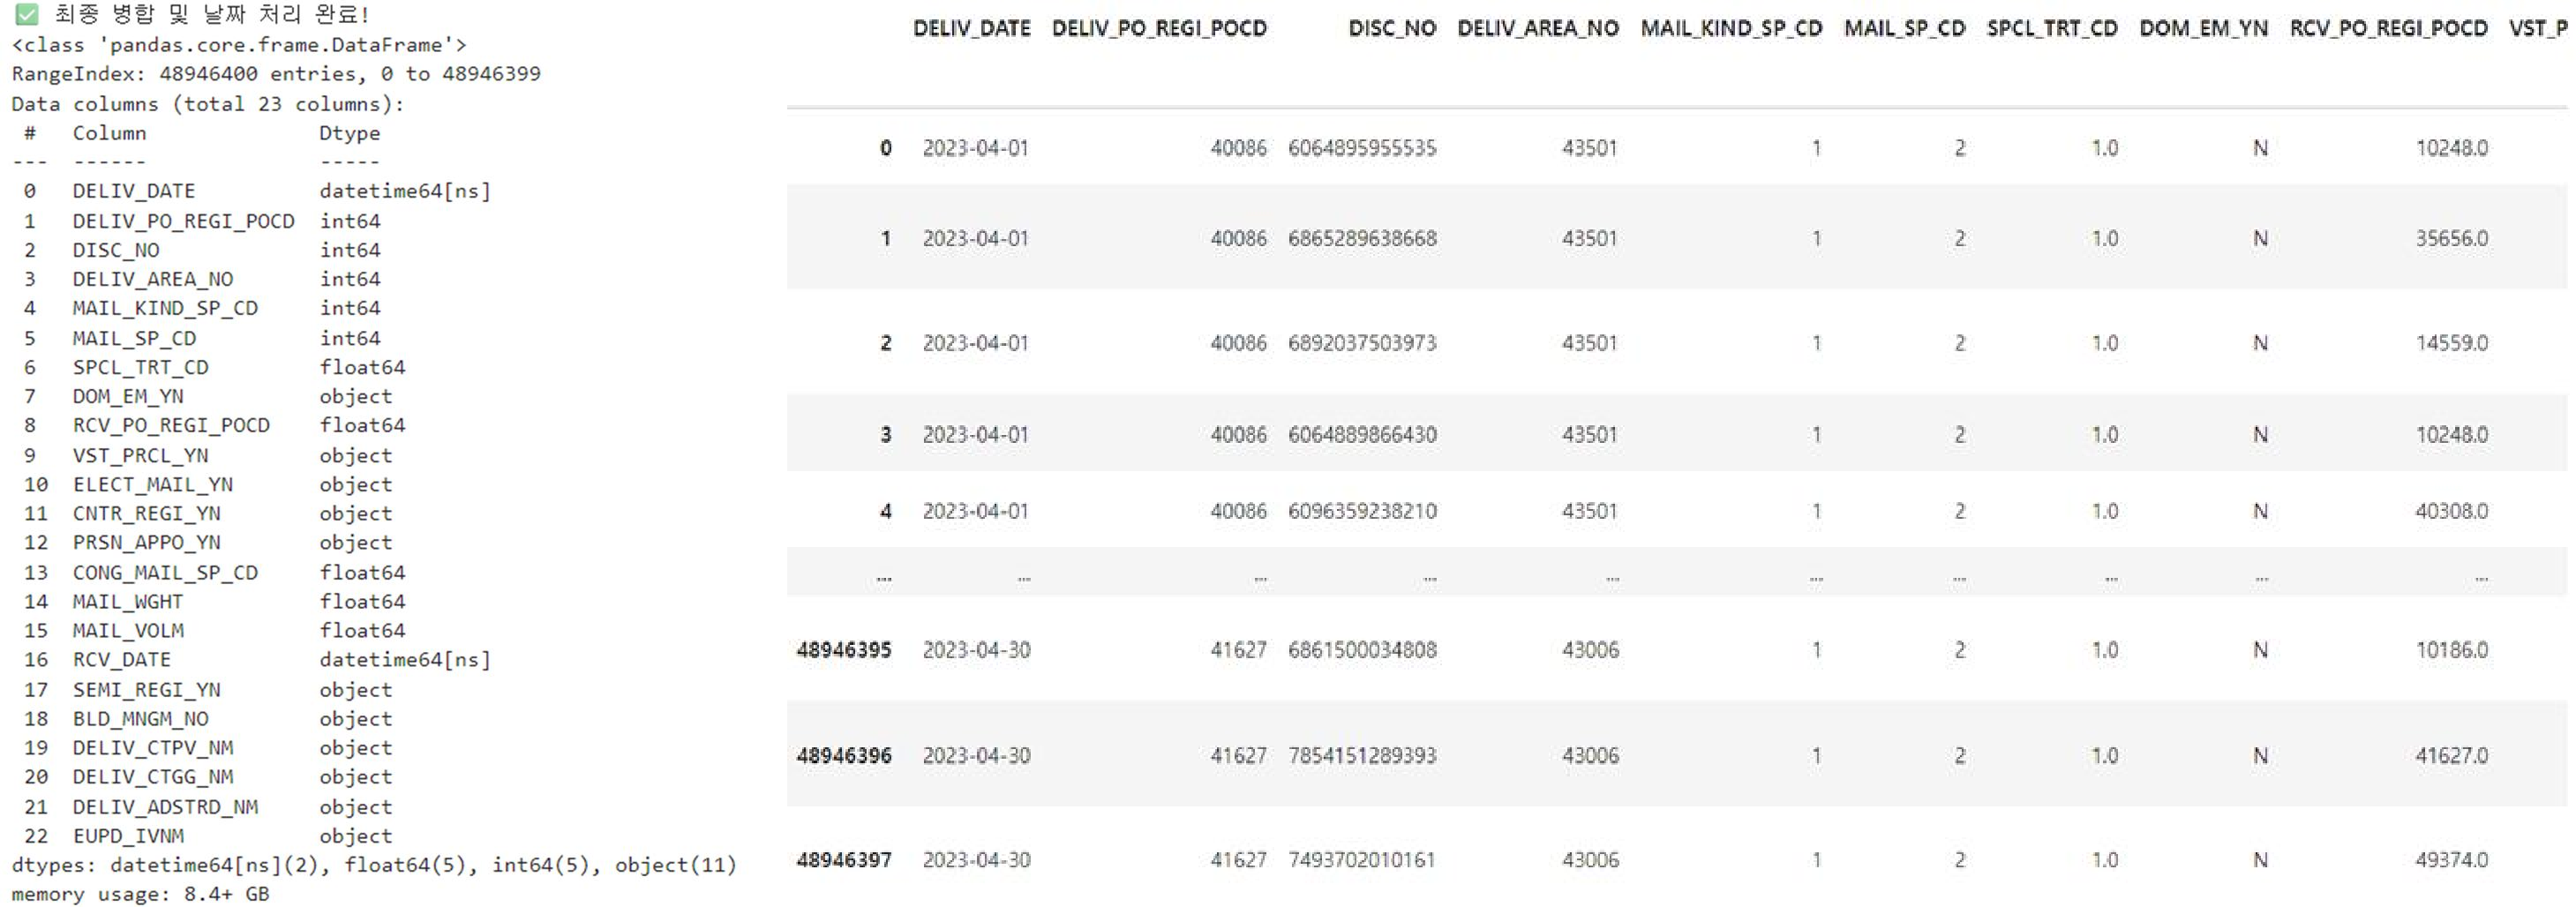 ✅ 최종 병합 및 날짜 처리 완료!
<class 'pandas.core.frame.DataFrame'>
RangeIndex: 48946400 entries, 0 to 48946399
Data columns (total 23 columns):
# Column Dtype
--- ------ -----
0 DELIV_DATE datetime64[ns]
1 DELIV_PO_REGI_POCD int64
2 DISC_NO int64
3 DELIV_AREA_NO int64
4 MAIL_KIND_SP_CD int64
5 MAIL_SP_CD int64
6 SPCL_TRT_CD float64
7 DOM_EM_YN object
8 RCV_PO_REGI_POCD float64
9 VST_PRCL_YN object
10 ELECT_MAIL_YN object
11 CNTR_REGI_YN object
12 PRSN_APPO_YN object
13 CONG_MAIL_SP_CD float64
14 MAIL_WGHT float64
15 MAIL_VOLM float64
16 RCV_DATE datetime64[ns]
17 SEMI_REGI_YN object
18 BLD_MNGM_NO object
19 DELIV_CTPV_NM object
20 DELIV_CTGG_NM object
21 DELIV_ADSTRD_NM object
22 EUPD_IVNM object
dtypes: datetime64[ns](2), float64(5), int64(5), object(11)
memory usage: 8.4+ GB
DELIV_DATE DELIV_PO_REGI_POCD DISC_NO DELIV_AREA_NO MAIL_KIND_SP_CD MAIL_SP_CD SPCL_TRT_CD DOM_EM_YN RCV_PO_REGI_POCD VST_P
0 2023-04-01 40086 6064895955535 43501 1 2 1.0 N 10248.0
1 2023-04-01 40086 6865289638668 43501 1 2 1.0 N 35656.0
2 2023-04-01 40086 6892037503973 43501 1 2 1.0 N 14559.0
3 2023-04-01 40086 6064889866430 43501 1 2 1.0 N 10248.0
4 2023-04-01 40086 6096359238210 43501 1 2 1.0 N 40308.0
... ... ... ... ... ... ... ... ... ...
48946395 2023-04-30 41627 6861500034808 43006 1 2 1.0 N 10186.0
48946396 2023-04-30 41627 7854151289393 43006 1 2 1.0 N 41627.0
48946397 2023-04-30 41627 7493702010161 43006 1 2 1.0 N 49374.0